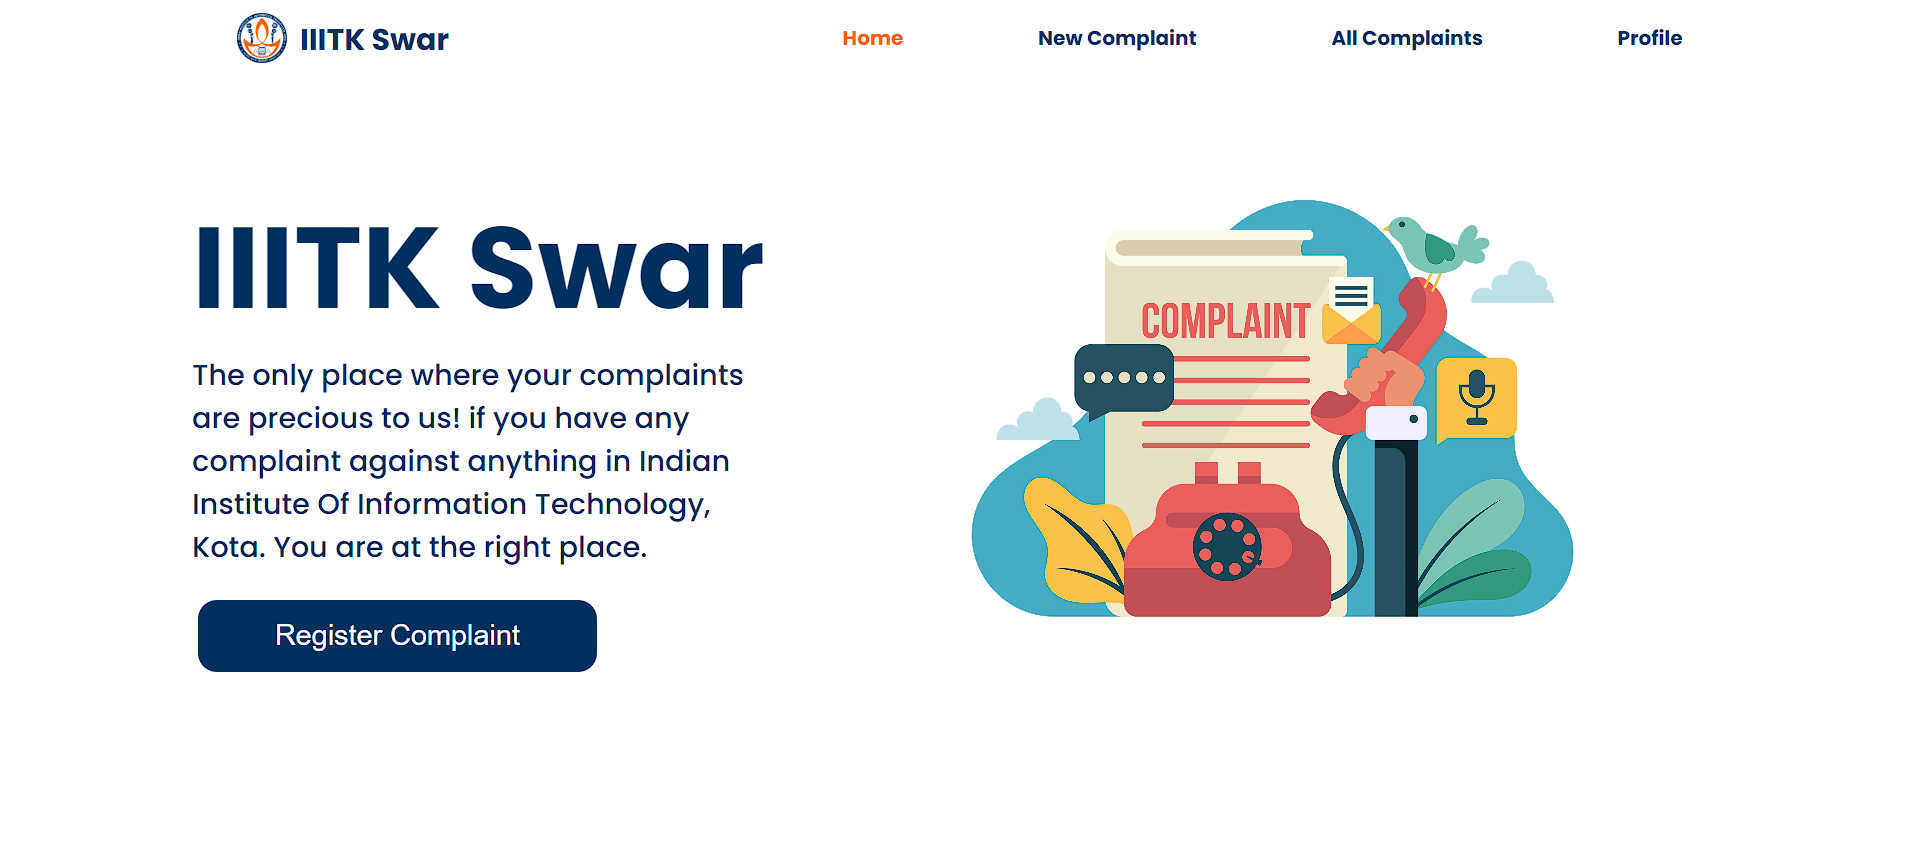 IIITK Swar
Home
New Complaint
All Complaints
Profile
IIITK Swar
The only place where your complaints
are precious to us! if you have any
complaint against anything in Indian
Institute Of Information Technology,
Kota. You are at the right place.
Register Complaint
COMPLAINT